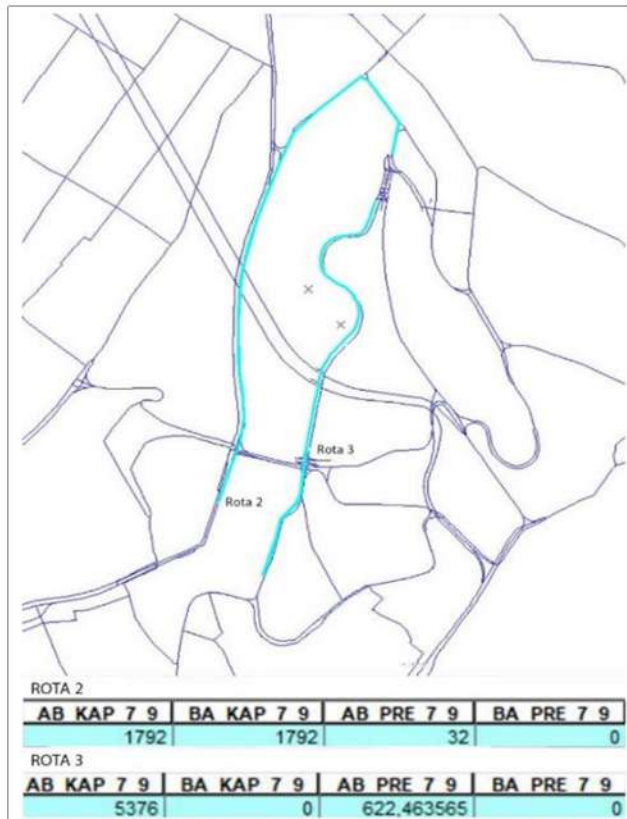 Rota 3
Rota 2
ROTA 2
AB KAP 7 9 BA KAP 7 9 AB PRE 7 9 BA PRE 7 9
1792 1792 32 0
ROTA 3
AB KAP 7 9 BA KAP 7 9 AB PRE 7 9 BA PRE 7 9
5376 0 622,463565 0